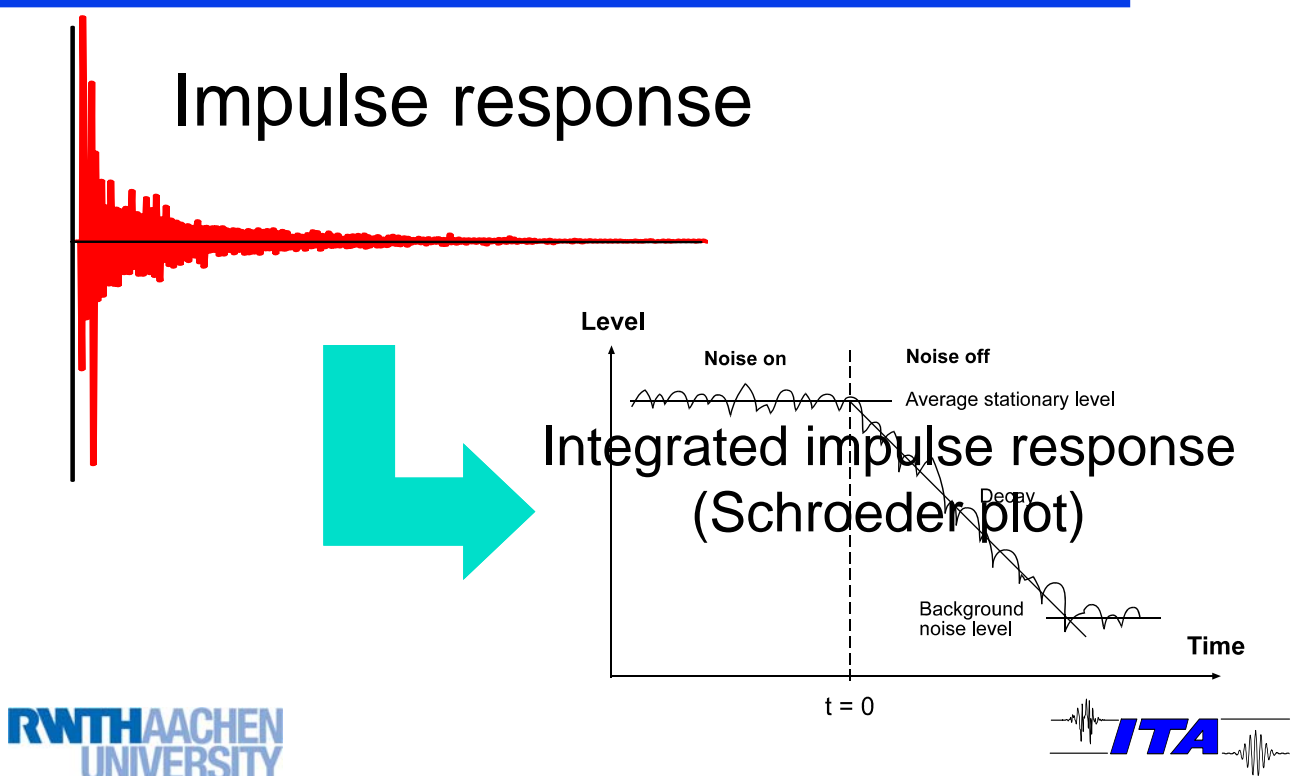 Impulse response
Level
Noise on
Noise off
Average stationary level
Integrated impulse response
(Schroeder plot)
Decay
Background
noise level
Time
t = 0
RWTHAACHEN
UNIVERSITY
ITA